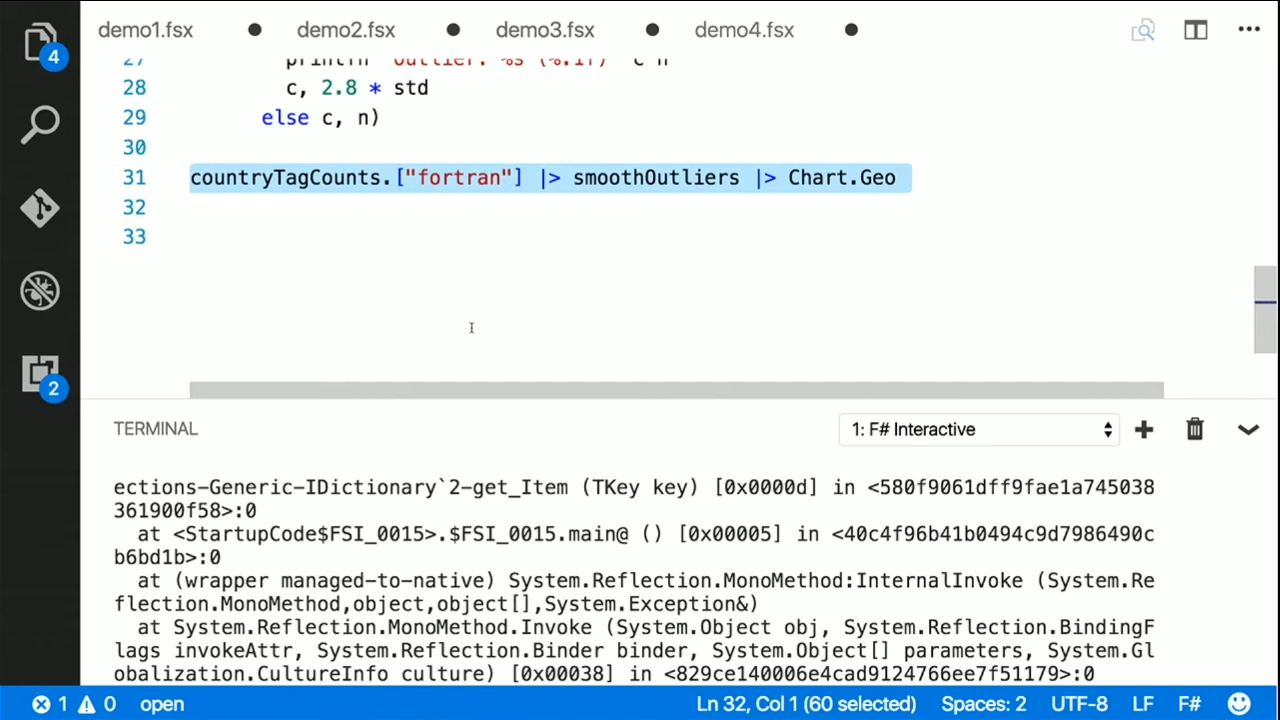 demo1.fsx demo2.fsx demo3.fsx demo4.fsx
4
27 println "Outlier: %s (%.1f)" c n
28 c, 2.8 * std
29 else c, n)
30
31 countryTagCounts.["fortran"] |> smoothOutliers |> Chart.Geo
32
33
2
TERMINAL
1: F# Interactive
ections-Generic-IDictionary`2-get_Item (TKey key) [0x0000d] in <580f9061dff9fae1a745038
361900f58>:0
at <StartupCode$FSI_0015>.$FSI_0015.main@ () [0x00005] in <40c4f96b41b0494c9d7986490c
b6bd1b>:0
at (wrapper managed-to-native) System.Reflection.MonoMethod:InternalInvoke (System.Re
flection.MonoMethod,object,object[],System.Exception&)
at System.Reflection.MonoMethod.Invoke (System.Object obj, System.Reflection.BindingF
lags invokeAttr, System.Reflection.Binder binder, System.Object[] parameters, System.Gl
obalization.CultureInfo culture) [0x00038] in <829ce140006e4cad9124766ee7f51179>:0
1 0 open Ln 32, Col 1 (60 selected) Spaces: 2 UTF-8 LF F#